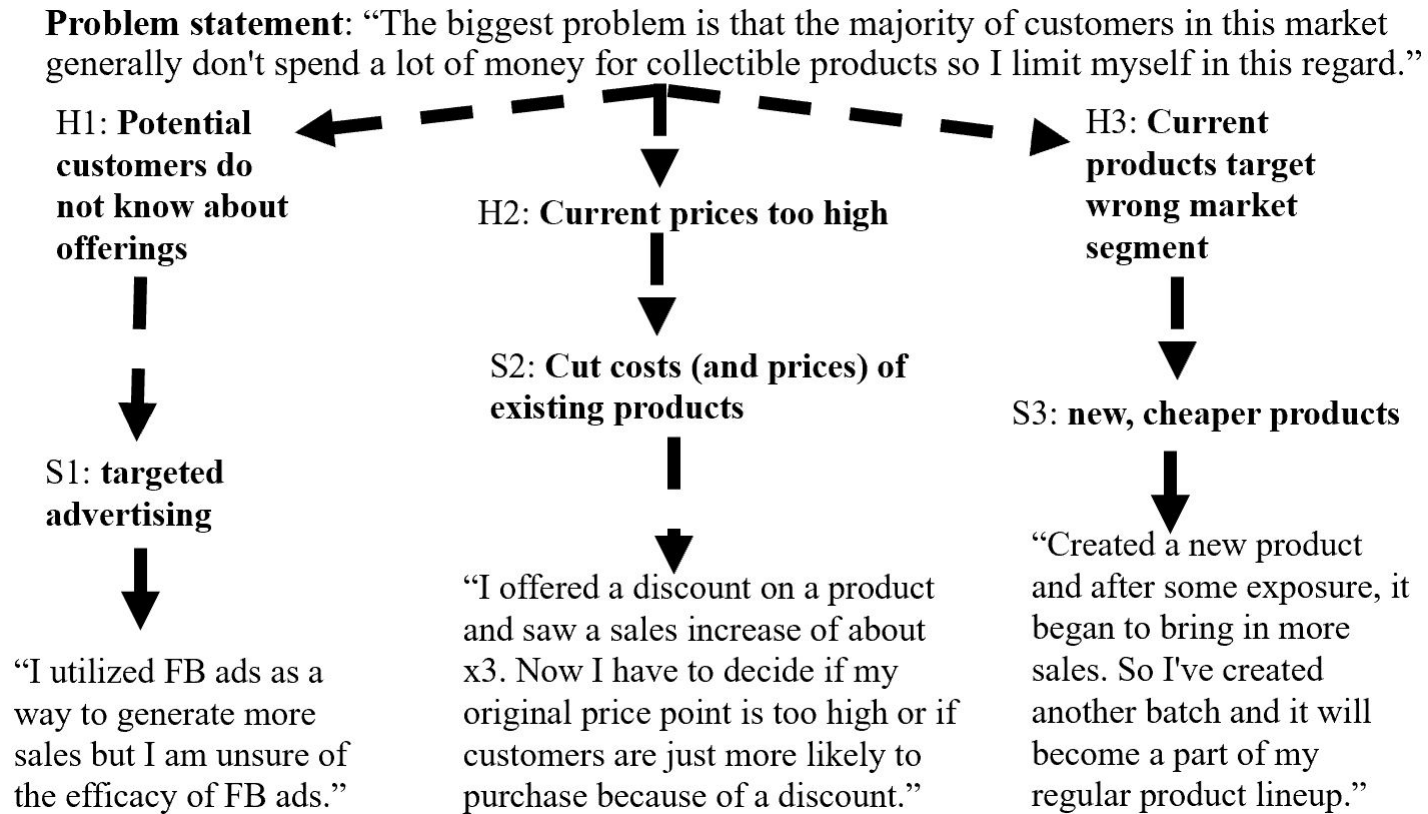 Problem statement: “The biggest problem is that the majority of customers in this market
generally don't spend a lot of money for collectible products so I limit myself in this regard.”
H1: Potential
customers do
not know about
offerings
S1: targeted
advertising
“I utilized FB ads as a
way to generate more
sales but I am unsure of
the efficacy of FB ads.”
H2: Current prices too high
S2: Cut costs (and prices) of
existing products
“I offered a discount on a product
and saw a sales increase of about
x3. Now I have to decide if my
original price point is too high or if
customers are just more likely to
purchase because of a discount.”
H3: Current
products target
wrong market
segment
S3: new, cheaper products
“Created a new product
and after some exposure, it
began to bring in more
sales. So I've created
another batch and it will
become a part of my
regular product lineup.”